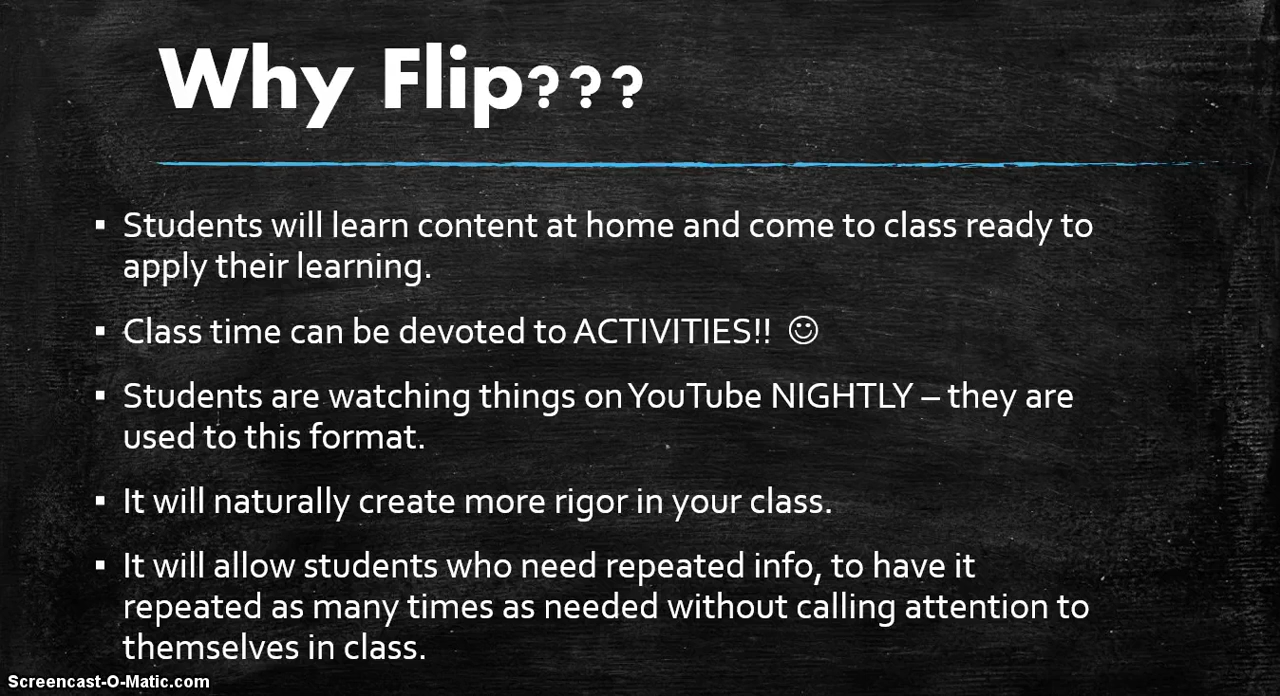 Why Flip???
▪ Students will learn content at home and come to class ready to
apply their learning.
▪ Class time can be devoted to ACTIVITIES!! ☺
▪ Students are watching things on YouTube NIGHTLY – they are
used to this format.
▪ It will naturally create more rigor in your class.
▪ It will allow students who need repeated info, to have it
repeated as many times as needed without calling attention to
themselves in class.
Screencast-O-Matic.com